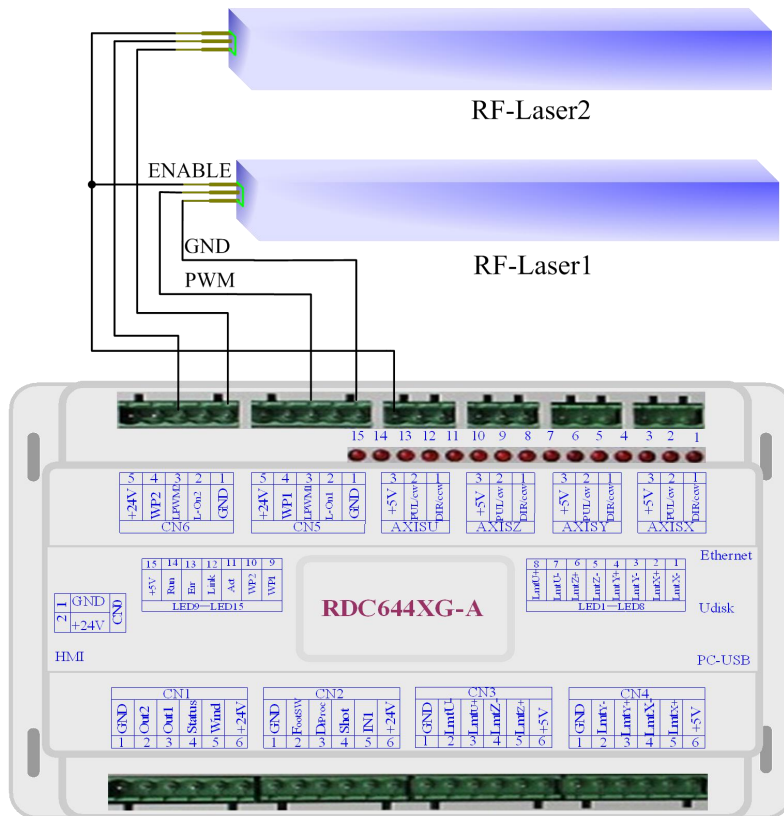 RF-Laser2
ENABLE
GND
RF-Laser1
PWM
15 14 13 12 11 10 9 8 7 6 5 4 3 2 1
5 4 3 2 1
+24V WP2 LPWM2 L-On2 GND
CN6
5 4 3 2 1
+24V WP1 LPWM1 L-On1 GND
CN5
3 2 1
+5V PUL/cw DIR/ccw
AXISU
3 2 1
+5V PUL/cw DIR/ccw
AXISZ
3 2 1
+5V PUL/cw DIR/ccw
AXISY
3 2 1
+5V PUL/cw DIR/ccw
AXISX
Ethernet
15 14 13 12 11 10 9
+5V Run Err Link Act WP2 WP1
LED9—LED15
8 7 6 5 4 3 2 1
LmtU+ LmtU- LmtZ+ LmtZ- LmtY+ LmtY- LmtX+ LmtX-
LED1—LED8
1 GND
2 +24V
CND
RDC644XG-A
Udisk
HMI
PC-USB
CN1
GND Out2 Out1 Status Wind +24V
1 2 3 4 5 6
CN2
GND FootSW DrProc Shot IN1 +24V
1 2 3 4 5 6
CN3
GND LmtU- LmtU+ LmtZ- LmtZ+ +5V
1 2 3 4 5 6
CN4
GND LmtY- LmtY+ LmtX- LmtX+ +5V
1 2 3 4 5 6